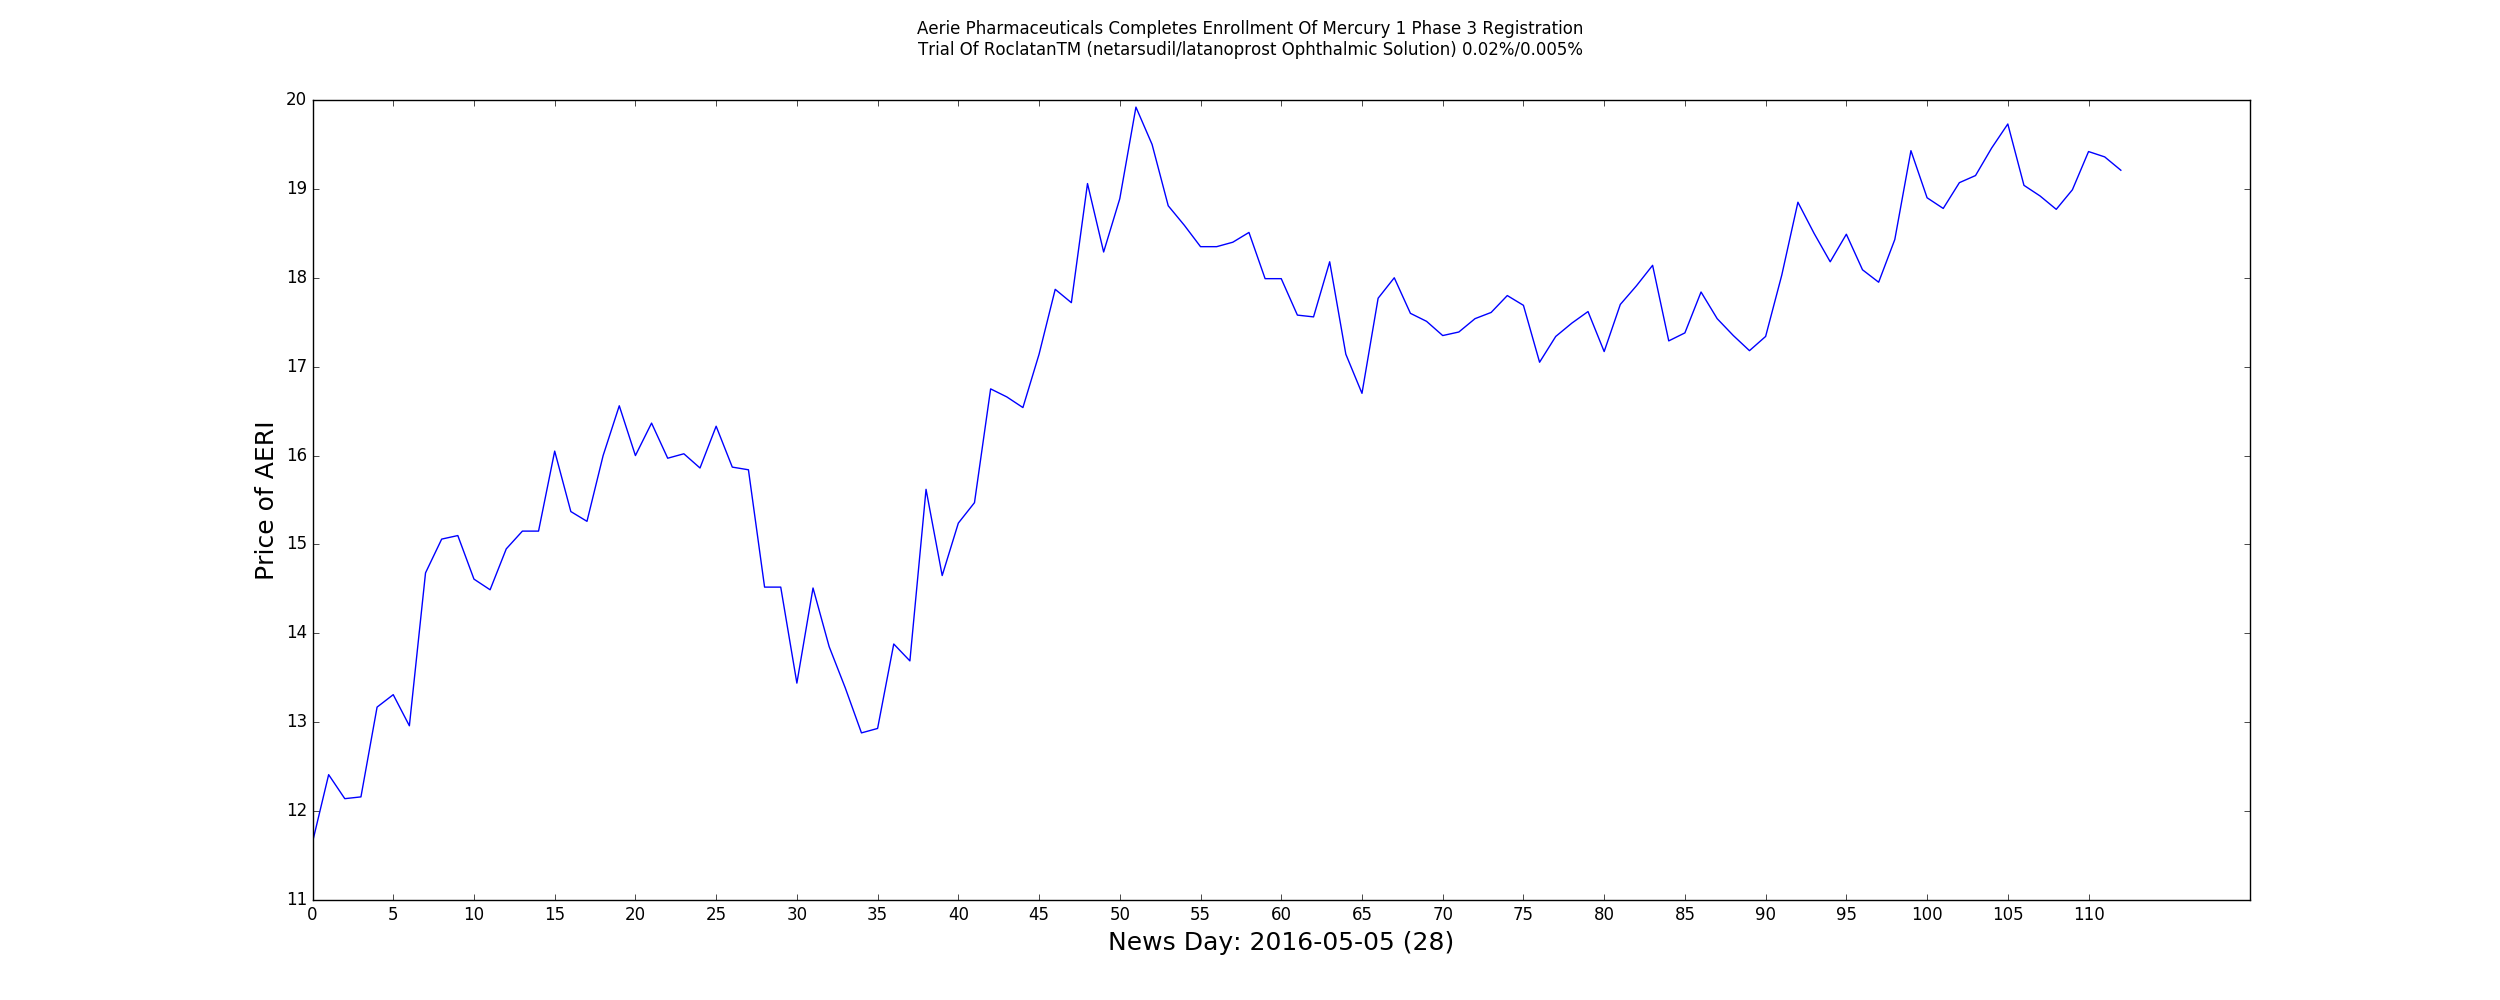 Aerie Pharmaceuticals Completes Enrollment Of Mercury 1 Phase 3 Registration
Trial Of RoclatanTM (netarsudil/latanoprost Ophthalmic Solution) 0.02%/0.005%
20
19
18
17
16
15
14
13
12
11
Price of AERI
0 5 10 15 20 25 30 35 40 45 50 55 60 65 70 75 80 85 90 95 100 105 110
News Day: 2016-05-05 (28)